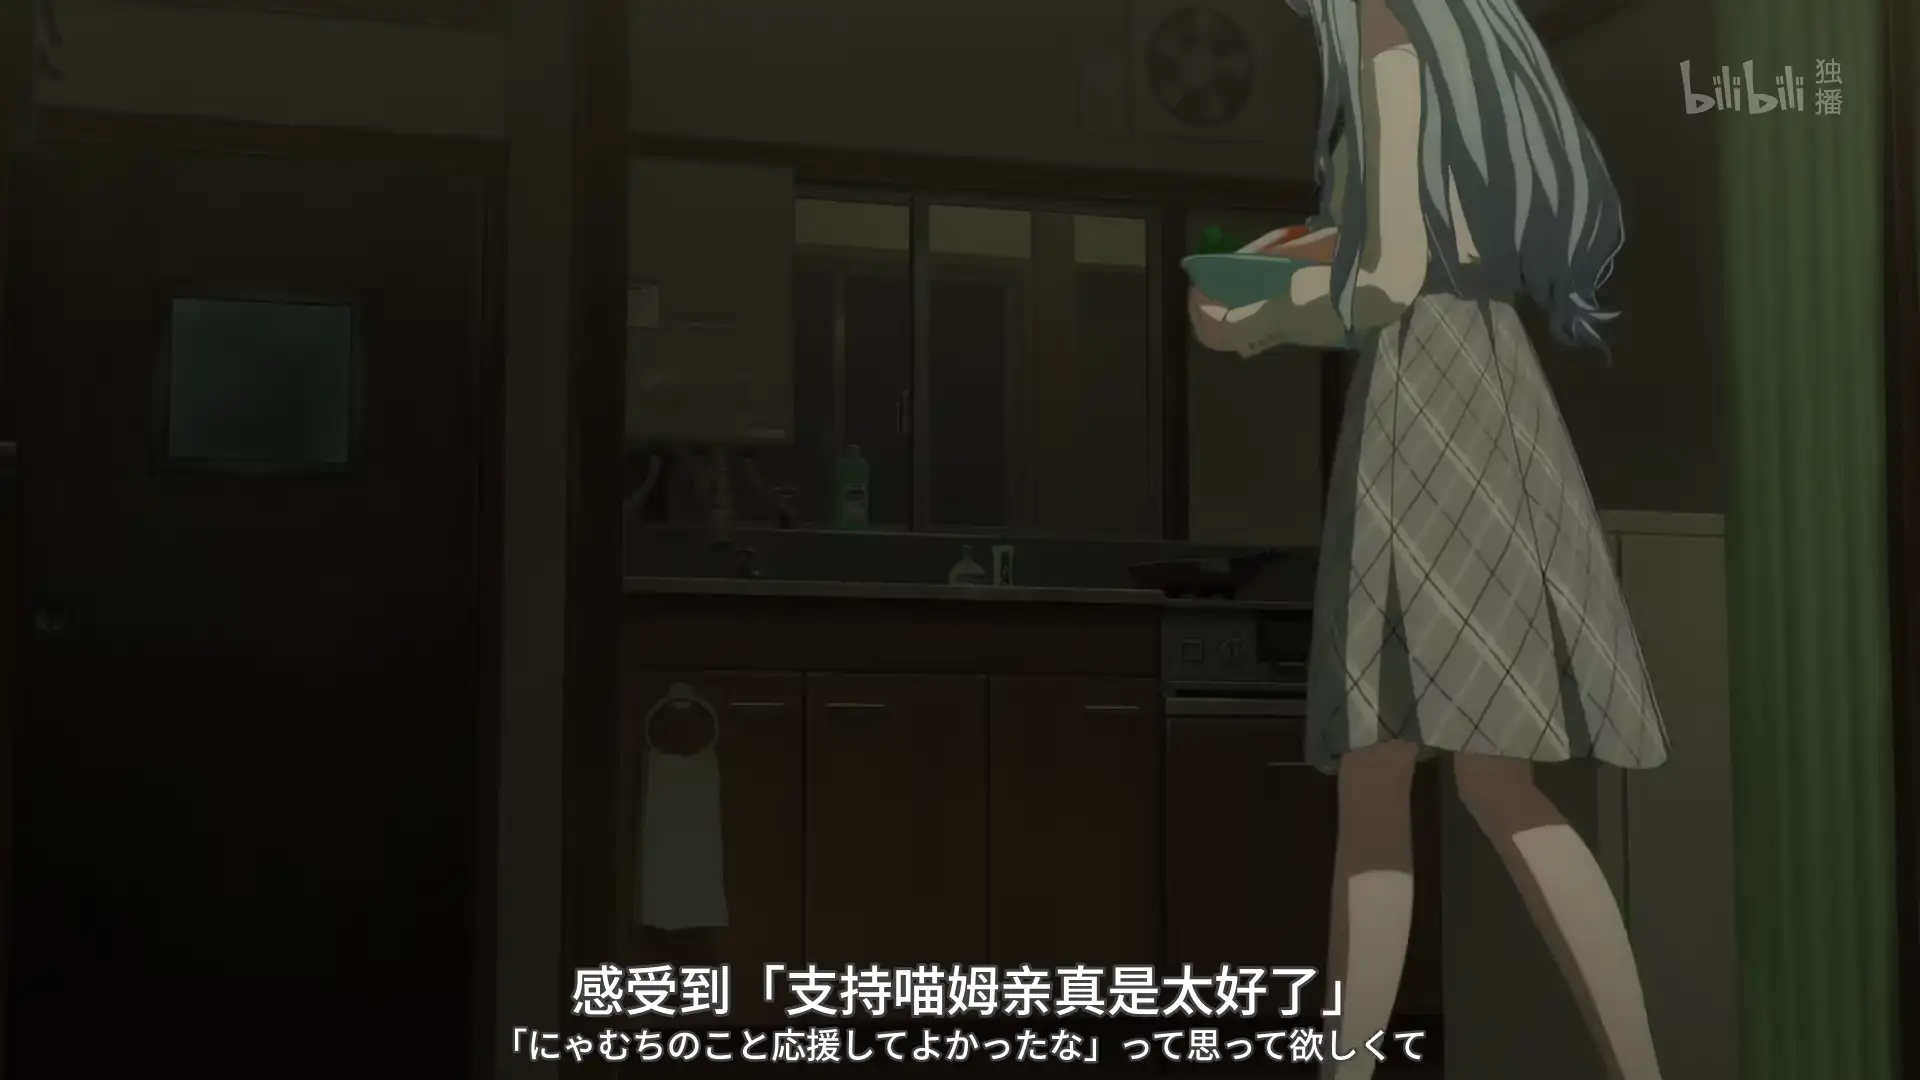 bilibili 独播
感受到「支持喵姆亲真是太好了」
「にゃむちのこと応援してよかったな」って思って欲しくて